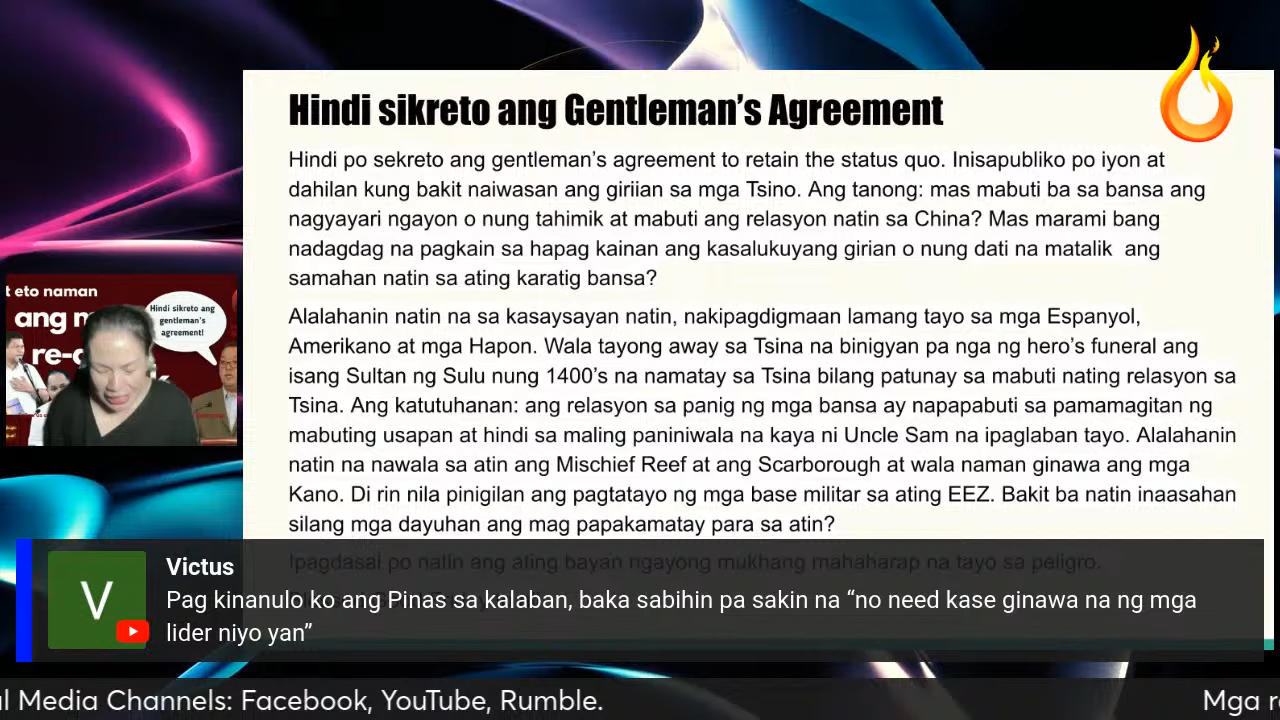 Hindi sikreto ang Gentleman's Agreement
Hindi po sekreto ang gentleman's agreement to retain the status quo. Inisapubliko po iyon at
dahilan kung bakit naiwasan ang giriian sa mga Tsino. Ang tanong: mas mabuti ba sa bansa ang
nagyayari ngayon o nung tahimik at mabuti ang relasyon natin sa China? Mas marami bang
nadagdag na pagkain sa hapag kainan ang kasalukuyang girian o nung dati na matalik ang
samahan natin sa ating karatig bansa?
Alalahanin natin na sa kasaysayan natin, nakipagdigmaan lamang tayo sa mga Espanyol,
Amerikano at mga Hapon. Wala tayong away sa Tsina na binigyan pa nga ng hero's funeral ang
isang Sultan ng Sulu nung 1400's na namatay sa Tsina bilang patunay sa mabuti nating relasyon sa
Tsina. Ang katutuhanan: ang relasyon sa panig ng mga bansa ay napapabuti sa pamamagitan ng
mabuting usapan at hindi sa maling paniniwala na kaya ni Uncle Sam na ipaglaban tayo. Alalahanin
natin na nawala sa atin ang Mischief Reef at ang Scarborough at wala naman ginawa ang mga
Kano. Di rin nila pinigilan ang pagtatayo ng mga base militar sa ating EEZ. Bakit ba natin inaasahan
silang mga dayuhan ang mag papakamatay para sa atin?
Ipagdasal po natin ang ating bayan ngayong mukhang mahaharap na tayo sa peligro.
t eto naman
ang m
re-a
Hindi sikreto ang
gentleman's
agreement!
V
Victus
Pag kinanulo ko ang Pinas sa kalaban, baka sabihin pa sakin na “no need kase ginawa na ng mga
lider niyo yan”
l Media Channels: Facebook, YouTube, Rumble.
Mga r